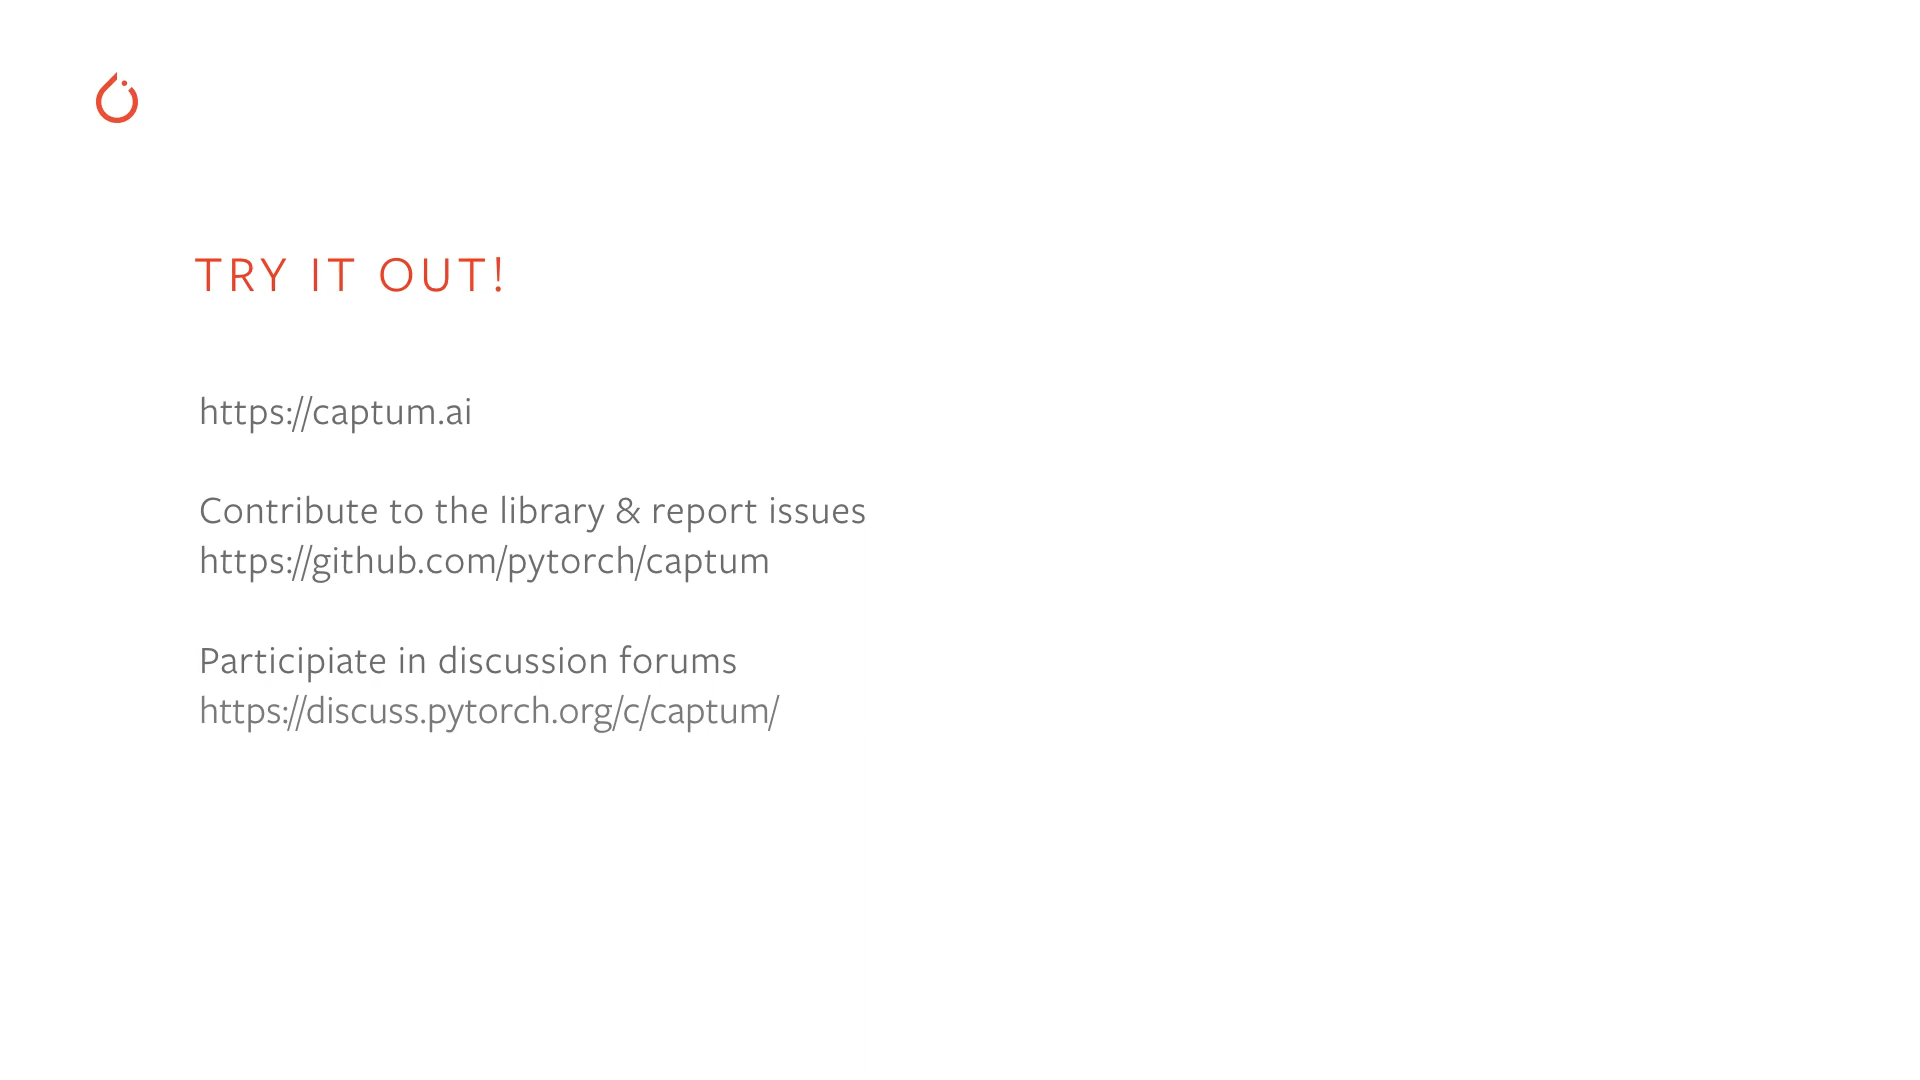 TRY IT OUT!
https://captum.ai
Contribute to the library & report issues
https://github.com/pytorch/captum
Participiate in discussion forums
https://discuss.pytorch.org/c/captum/